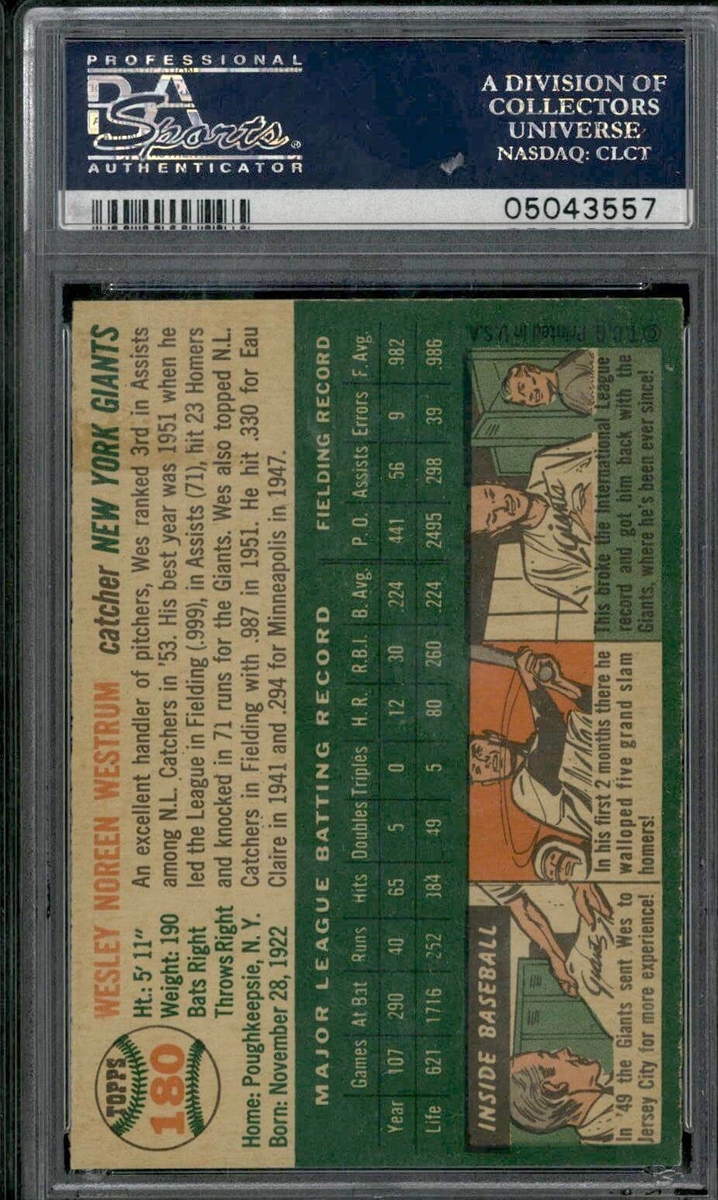 PROFESSIONAL
PSA
Sports®
AUTHENTICATOR
A DIVISION OF
COLLECTORS
UNIVERSE
NASDAQ: CLCT
05043557
TOPPS
180
WESLEY NOREEN WESTRUM catcher NEW YORK GIANTS
Ht.: 5' 11"
Weight: 190
Bats Right
Throws Right
Home: Poughkeepsie, N. Y.
Born: November 28, 1922
An excellent handler of pitchers, Wes ranked 3rd in Assists
among N.L. Catchers in '53. His best year was 1951 when he
led the League in Fielding (.999), in Assists (71), hit 23 Homers
and knocked in 71 runs for the Giants. Wes also topped N.L.
Catchers in Fielding with .987 in 1951. He hit .330 for Eau
Claire in 1941 and .294 for Minneapolis in 1947.
MAJOR LEAGUE BATTING RECORD FIELDING RECORD
Games At Bat Runs Hits Doubles Triples H. R. R.B.I. B. Avg. P. O. Assists Errors F. Avg.
Year 107 290 40 65 5 0 12 30 .224 441 56 9 .982
Life 621 1716 252 384 49 5 80 260 .224 2495 298 39 .986
INSIDE BASEBALL
Giants
In '49 the Giants sent Wes to
Jersey City for more experience!
In his first 2 months there he
walloped five grand slam
homers!
Giants
This broke the International League
record and got him back with the
Giants, where he's been ever since!
© T. C. G. Printed in U.S.A.